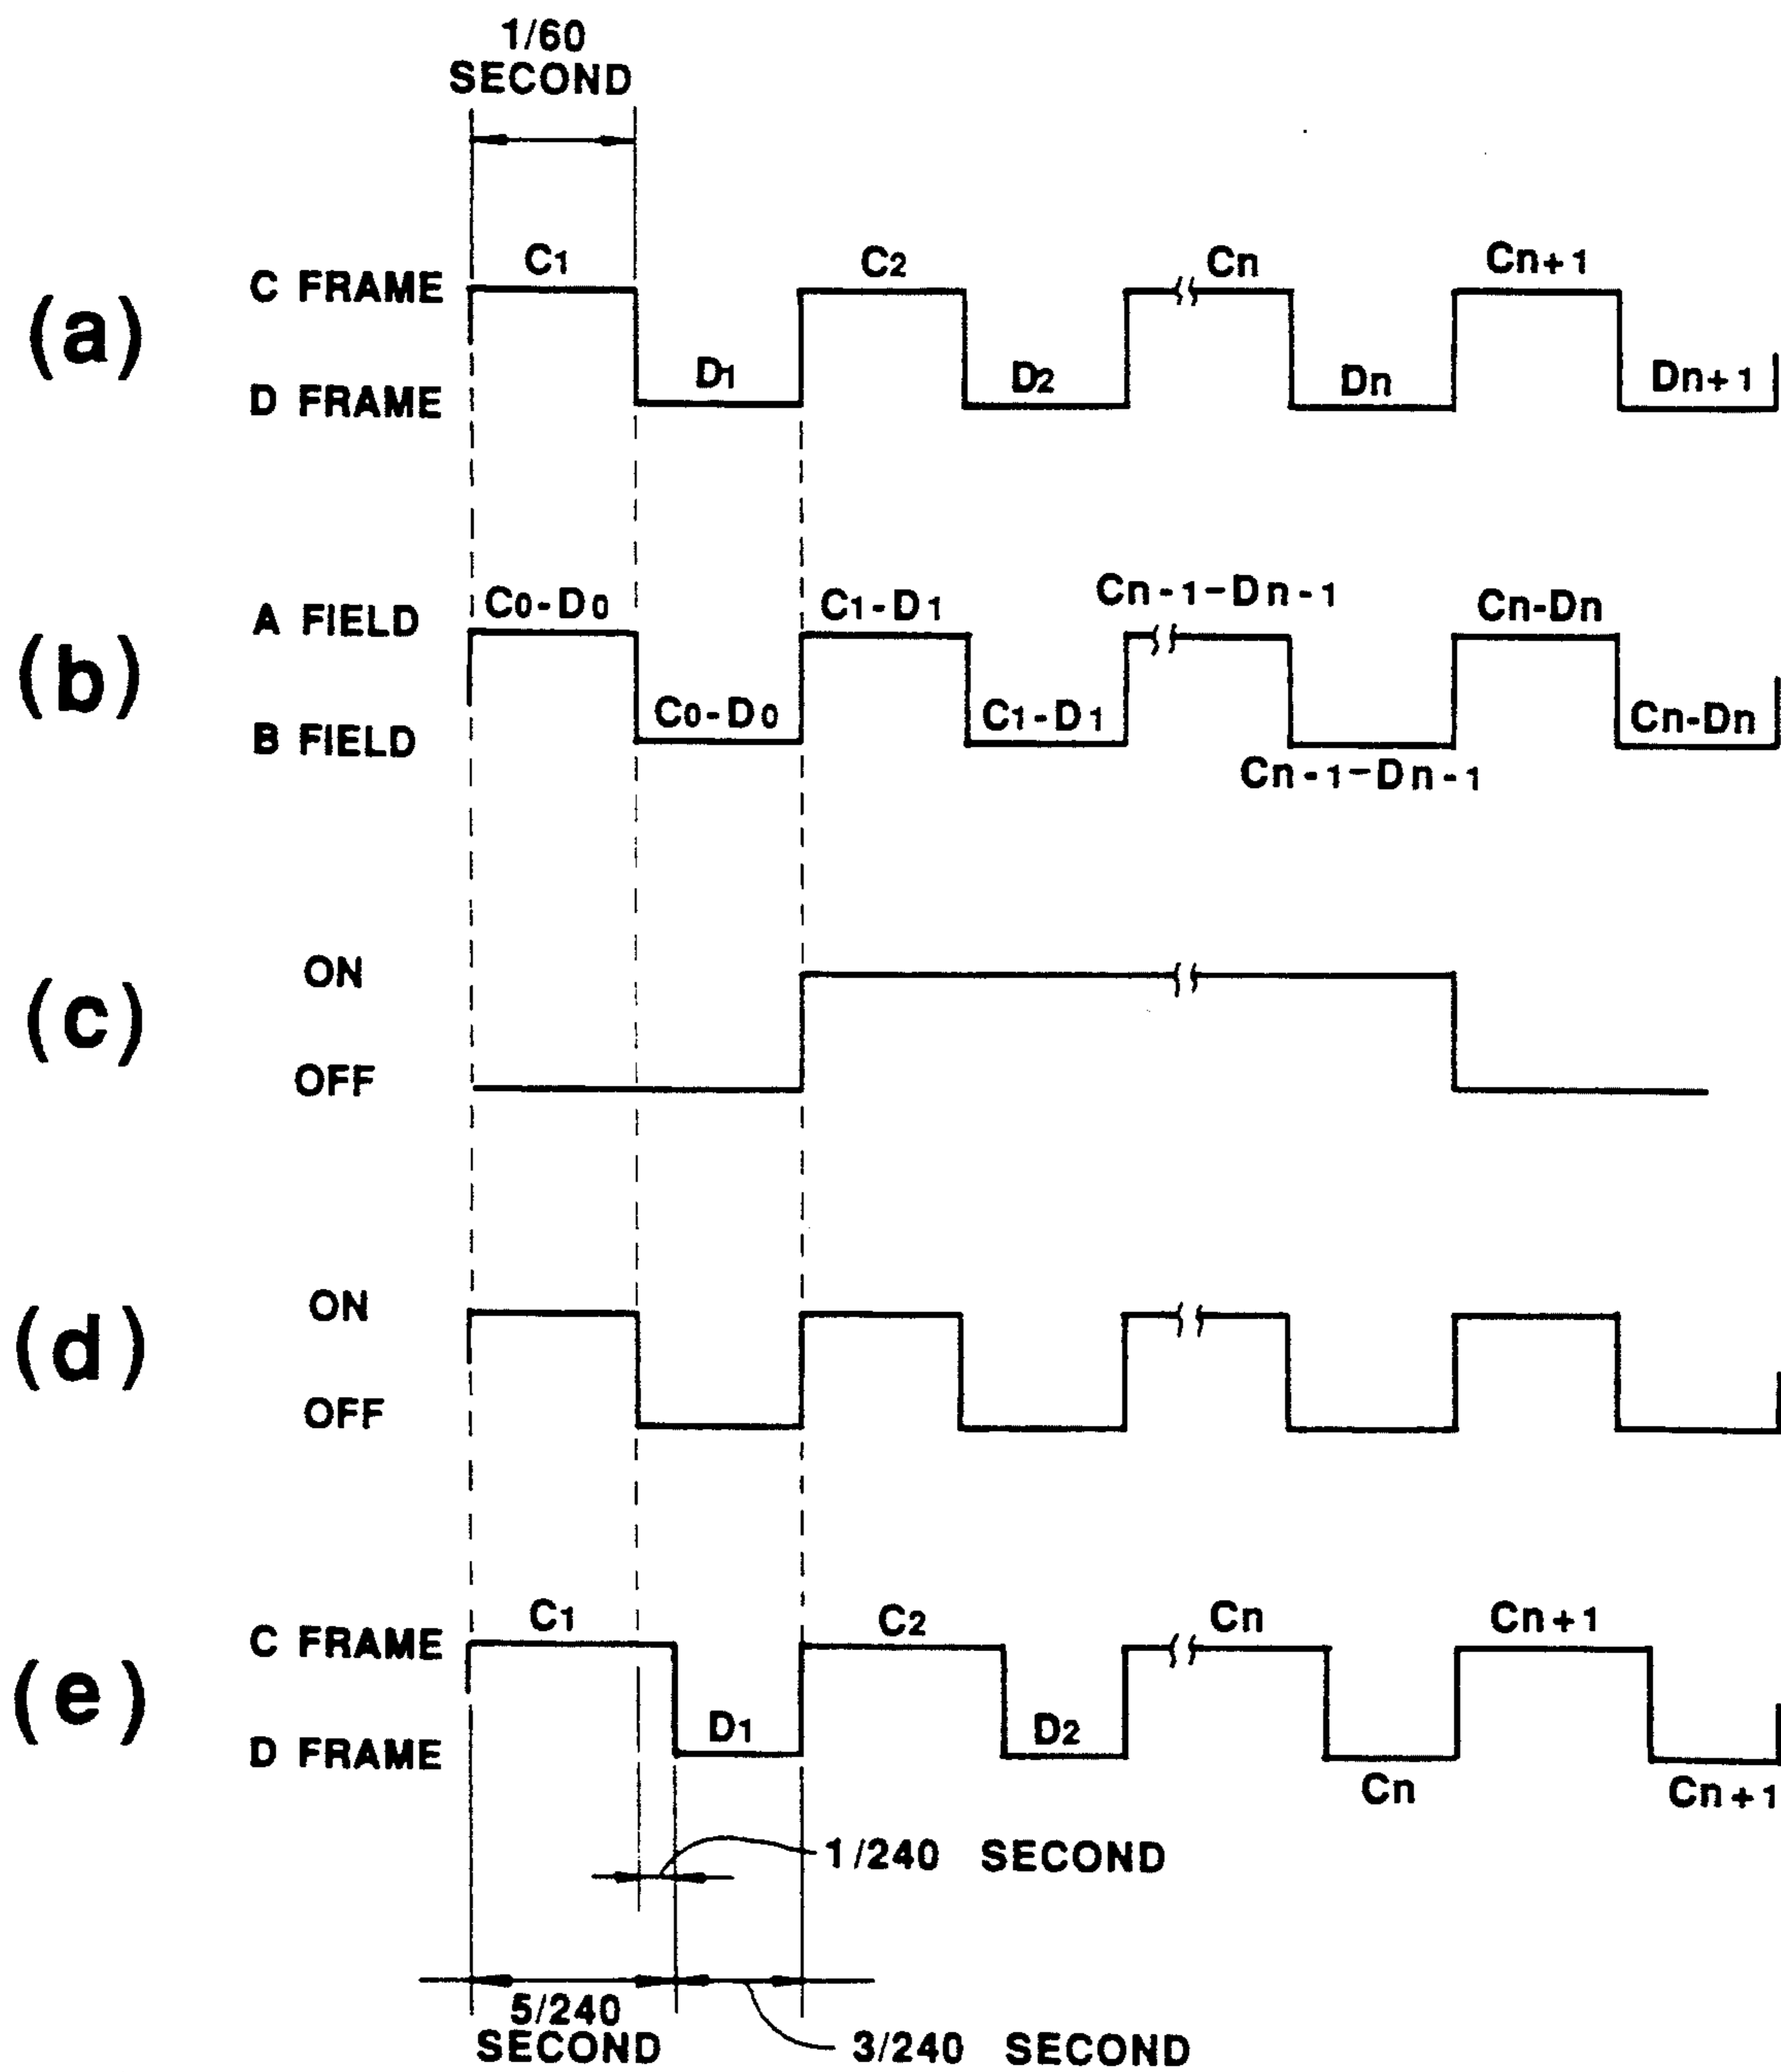 1/60
SECOND
(a)
C FRAME
C1
C2
Cn
Cn+1
D FRAME
D1
D2
Dn
Dn+1
(b)
A FIELD
C0-D0
C1-D1
Cn-1-Dn-1
Cn-Dn
B FIELD
C0-D0
C1-D1
Cn-1-Dn-1
Cn-Dn
(c)
ON
OFF
(d)
ON
OFF
(e)
C FRAME
C1
C2
Cn
Cn+1
D FRAME
D1
D2
Cn
Cn+1
1/240 SECOND
5/240
SECOND
3/240 SECOND